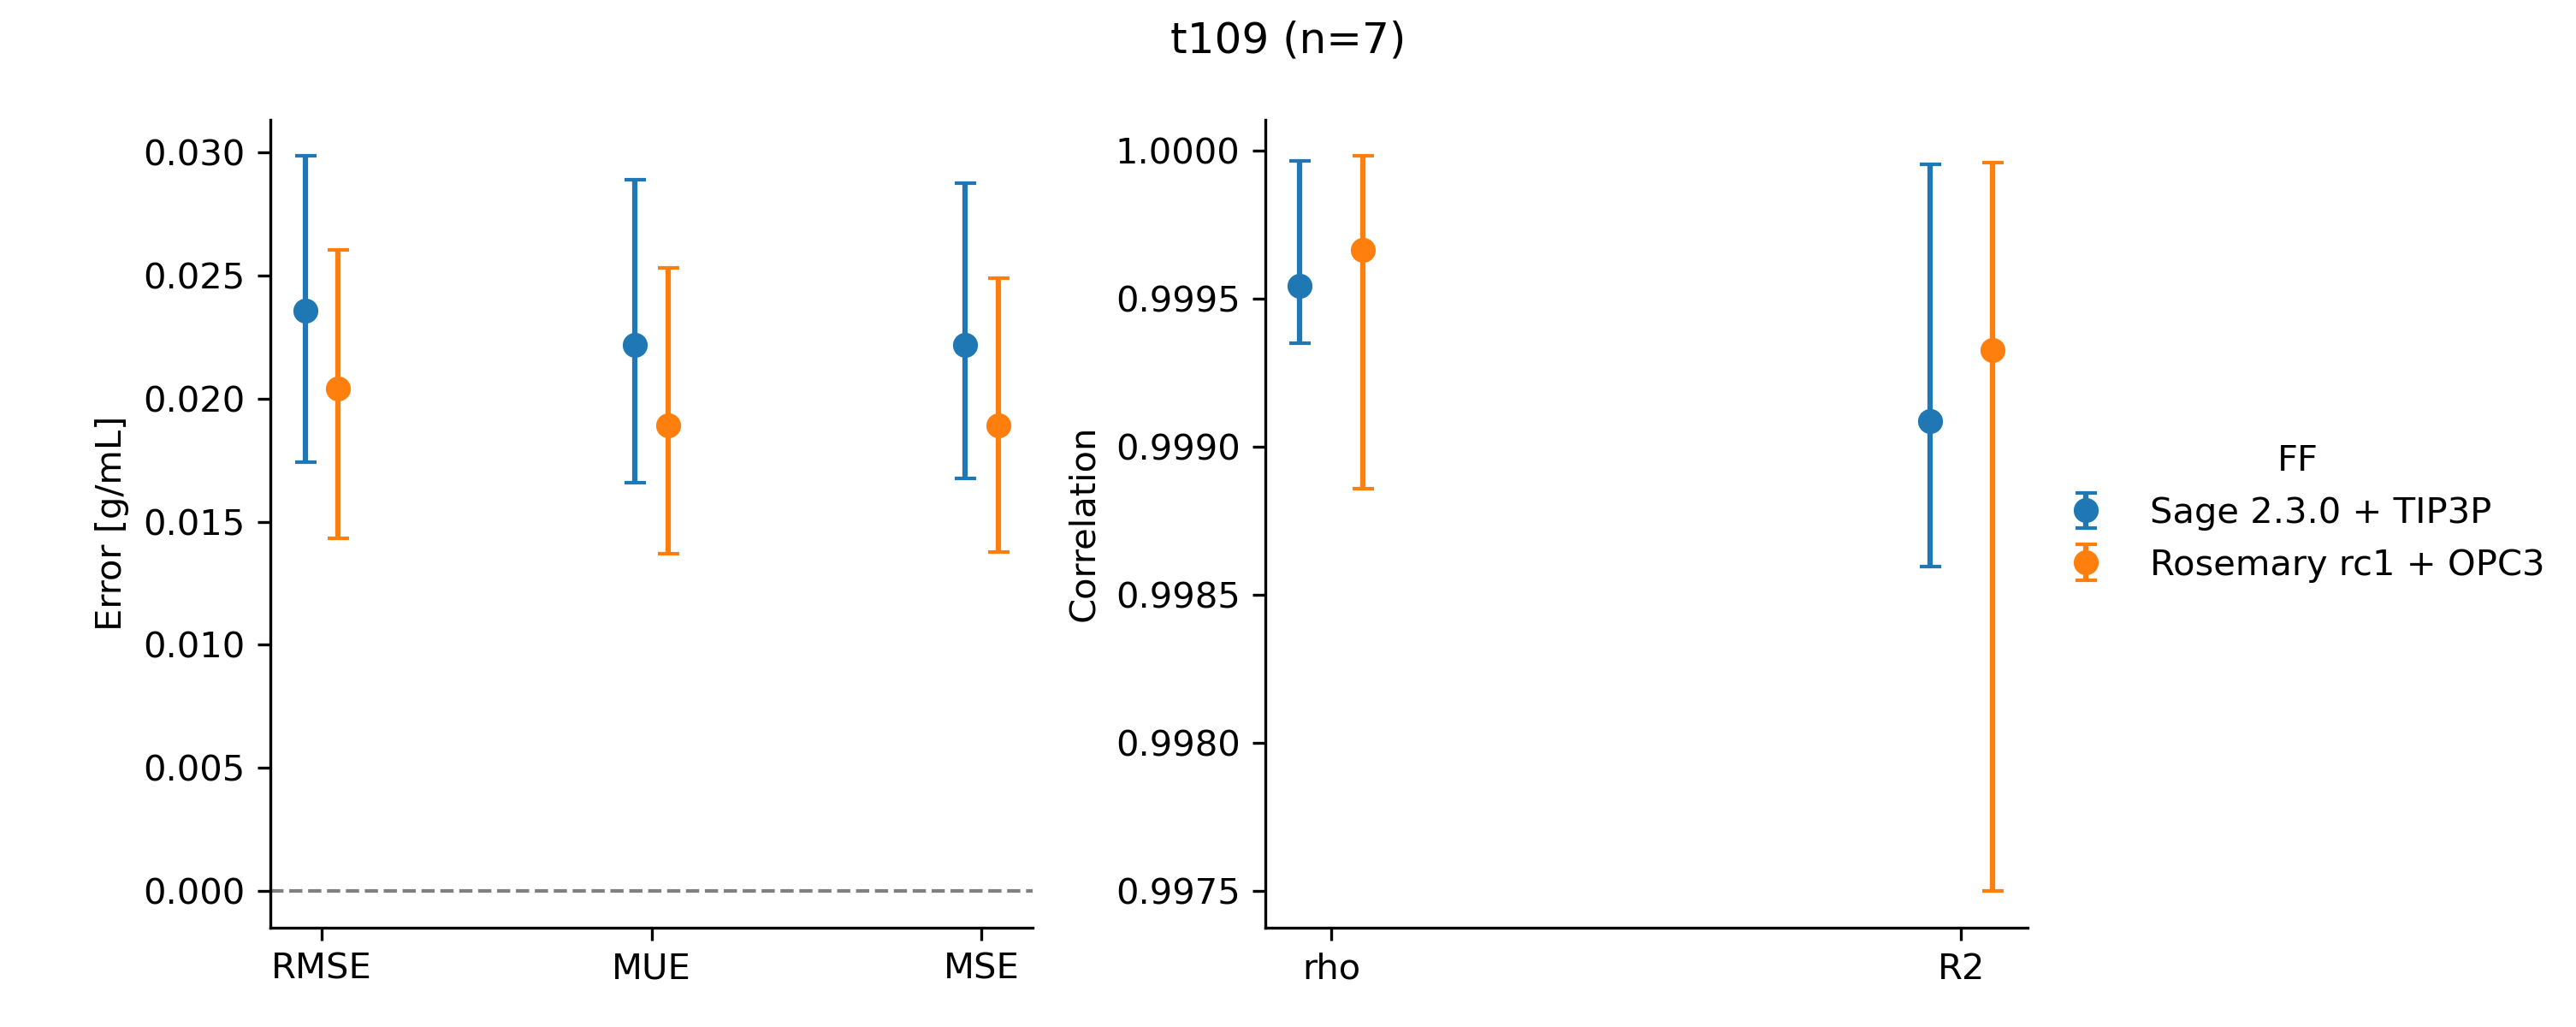 t109 (n=7)
Error [g/mL]
0.030
0.025
0.020
0.015
0.010
0.005
0.000
RMSE
MUE
MSE
Correlation
1.0000
0.9995
0.9990
0.9985
0.9980
0.9975
rho
R2
FF
Sage 2.3.0 + TIP3P
Rosemary rc1 + OPC3